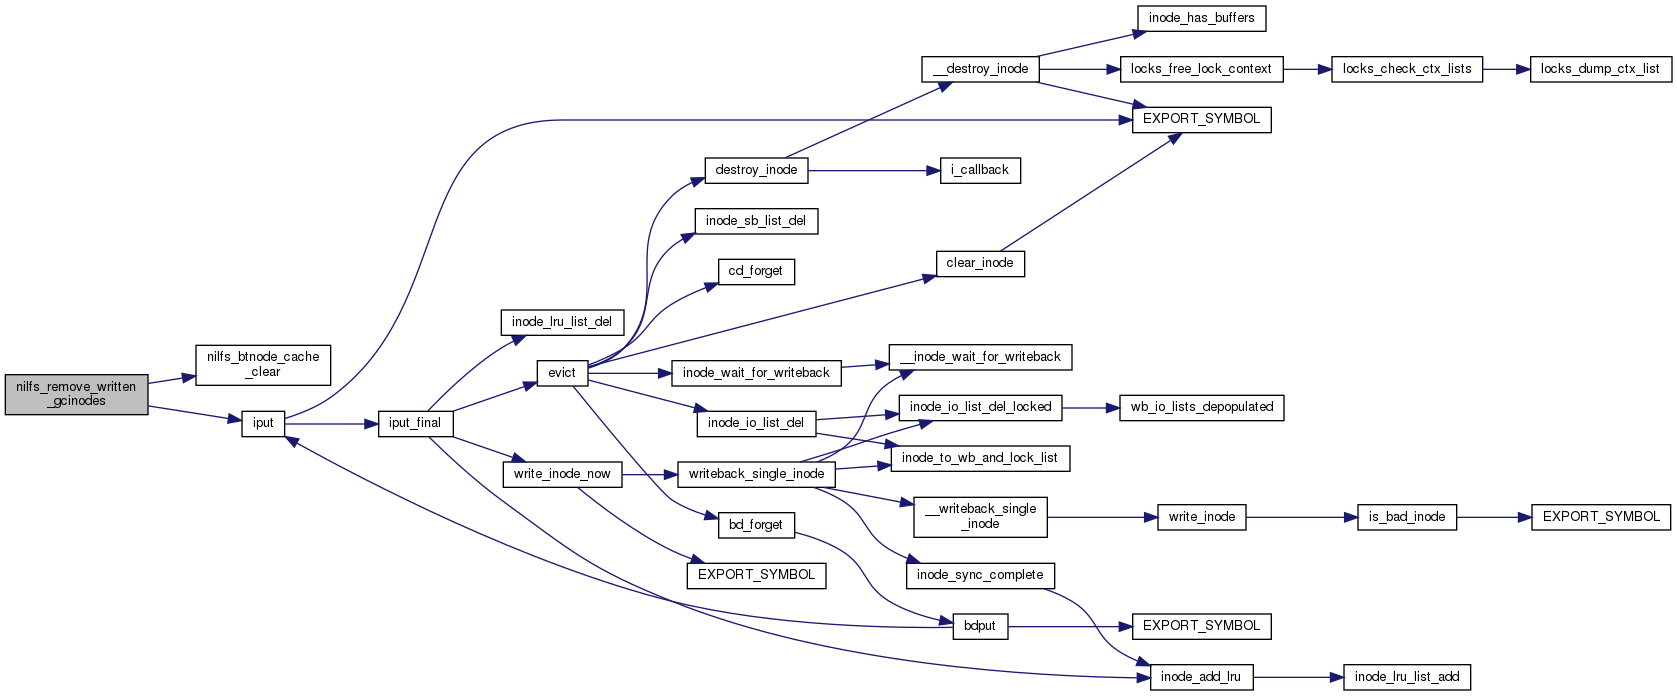 inode_has_buffers
__destroy_inode
locks_free_lock_context
locks_check_ctx_lists
locks_dump_ctx_list
EXPORT_SYMBOL
destroy_inode
i_callback
inode_sb_list_del
clear_inode
cd_forget
inode_lru_list_del
nilfs_btnode_cache
_clear
__inode_wait_for_writeback
evict
inode_wait_for_writeback
nilfs_remove_written
_gcinodes
inode_io_list_del_locked
wb_io_lists_depopulated
iput
iput_final
inode_io_list_del
inode_to_wb_and_lock_list
write_inode_now
writeback_single_inode
__writeback_single
_inode
write_inode
is_bad_inode
EXPORT_SYMBOL
bd_forget
EXPORT_SYMBOL
inode_sync_complete
bdput
EXPORT_SYMBOL
inode_add_lru
inode_lru_list_add